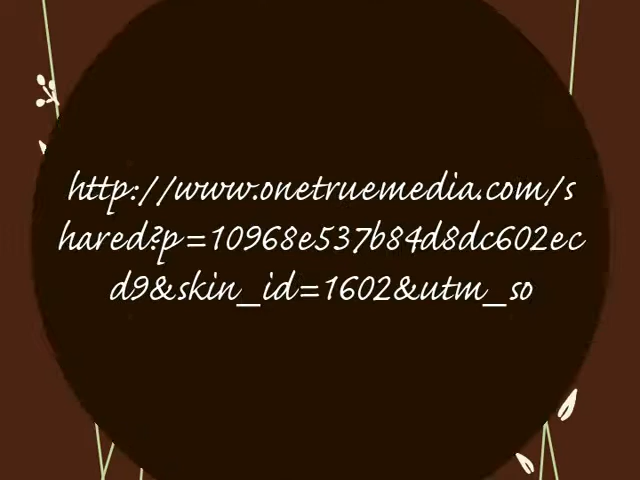 http://www.onetruemedia.com/s
hared?p=10968e537b84d8dc602ec
d9&skin_id=1602&utm_so